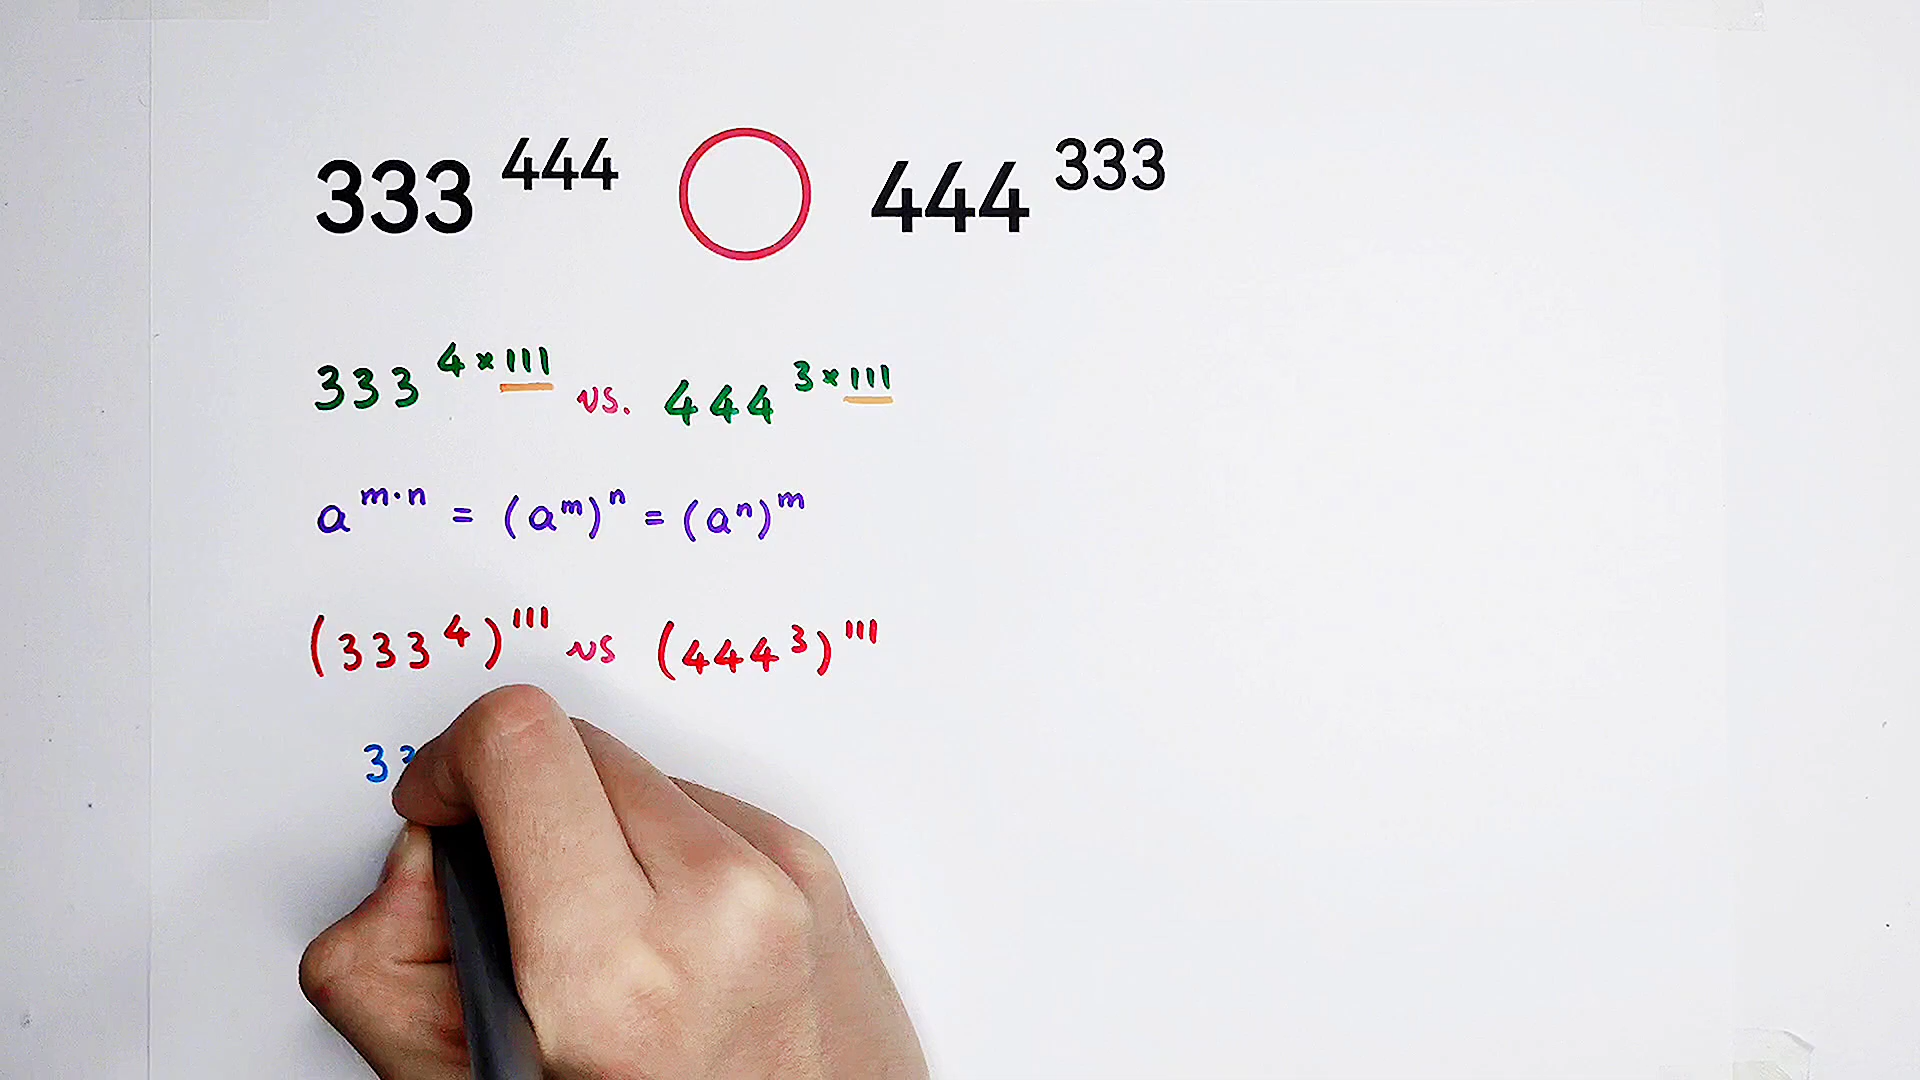 333^444 ◯ 444^333
333^4×111 vs. 444^3×111
a^m·n = (a^m)^n = (a^n)^m
(333^4)^111 vs (444^3)^111
3